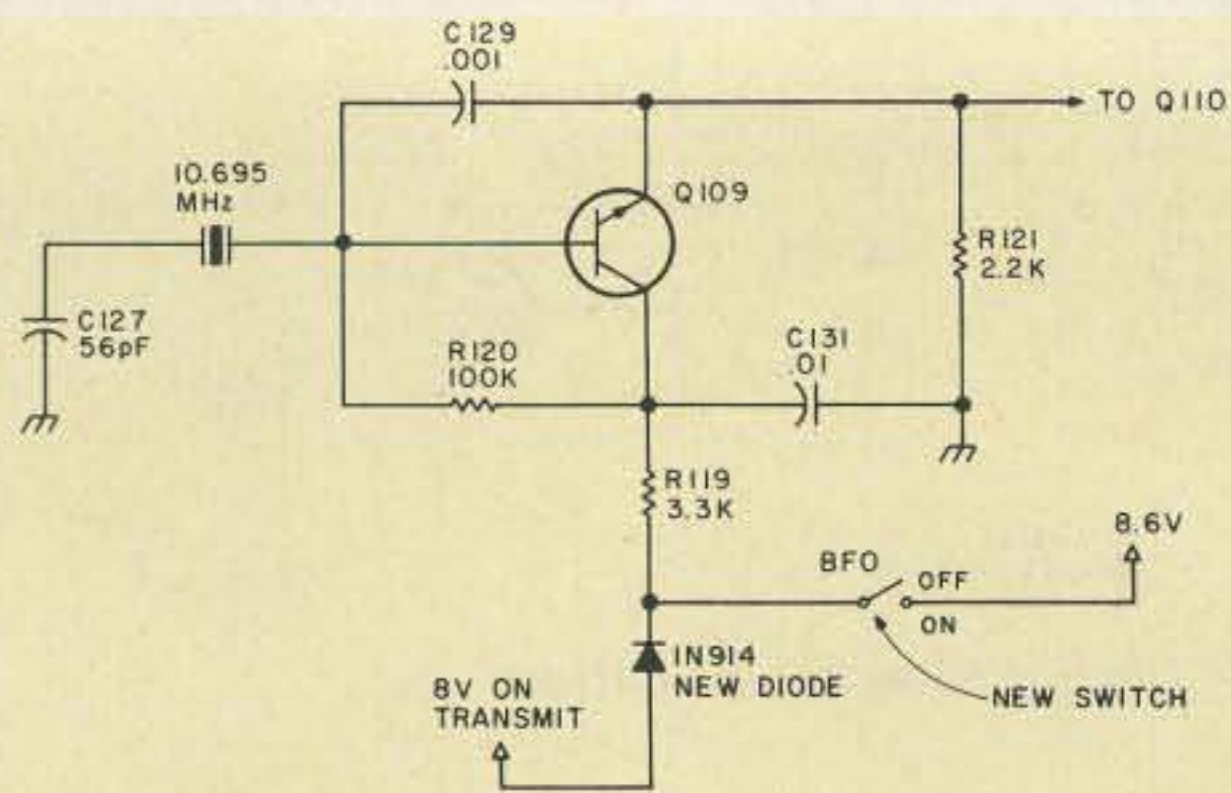 C129
.001
TO Q110
10.695
MHz
Q109
R121
2.2K
C127
56pF
R120
100K
C131
.01
R119
3.3K
8.6V
BFO
OFF
ON
IN914
NEW DIODE
8V ON
TRANSMIT
NEW SWITCH